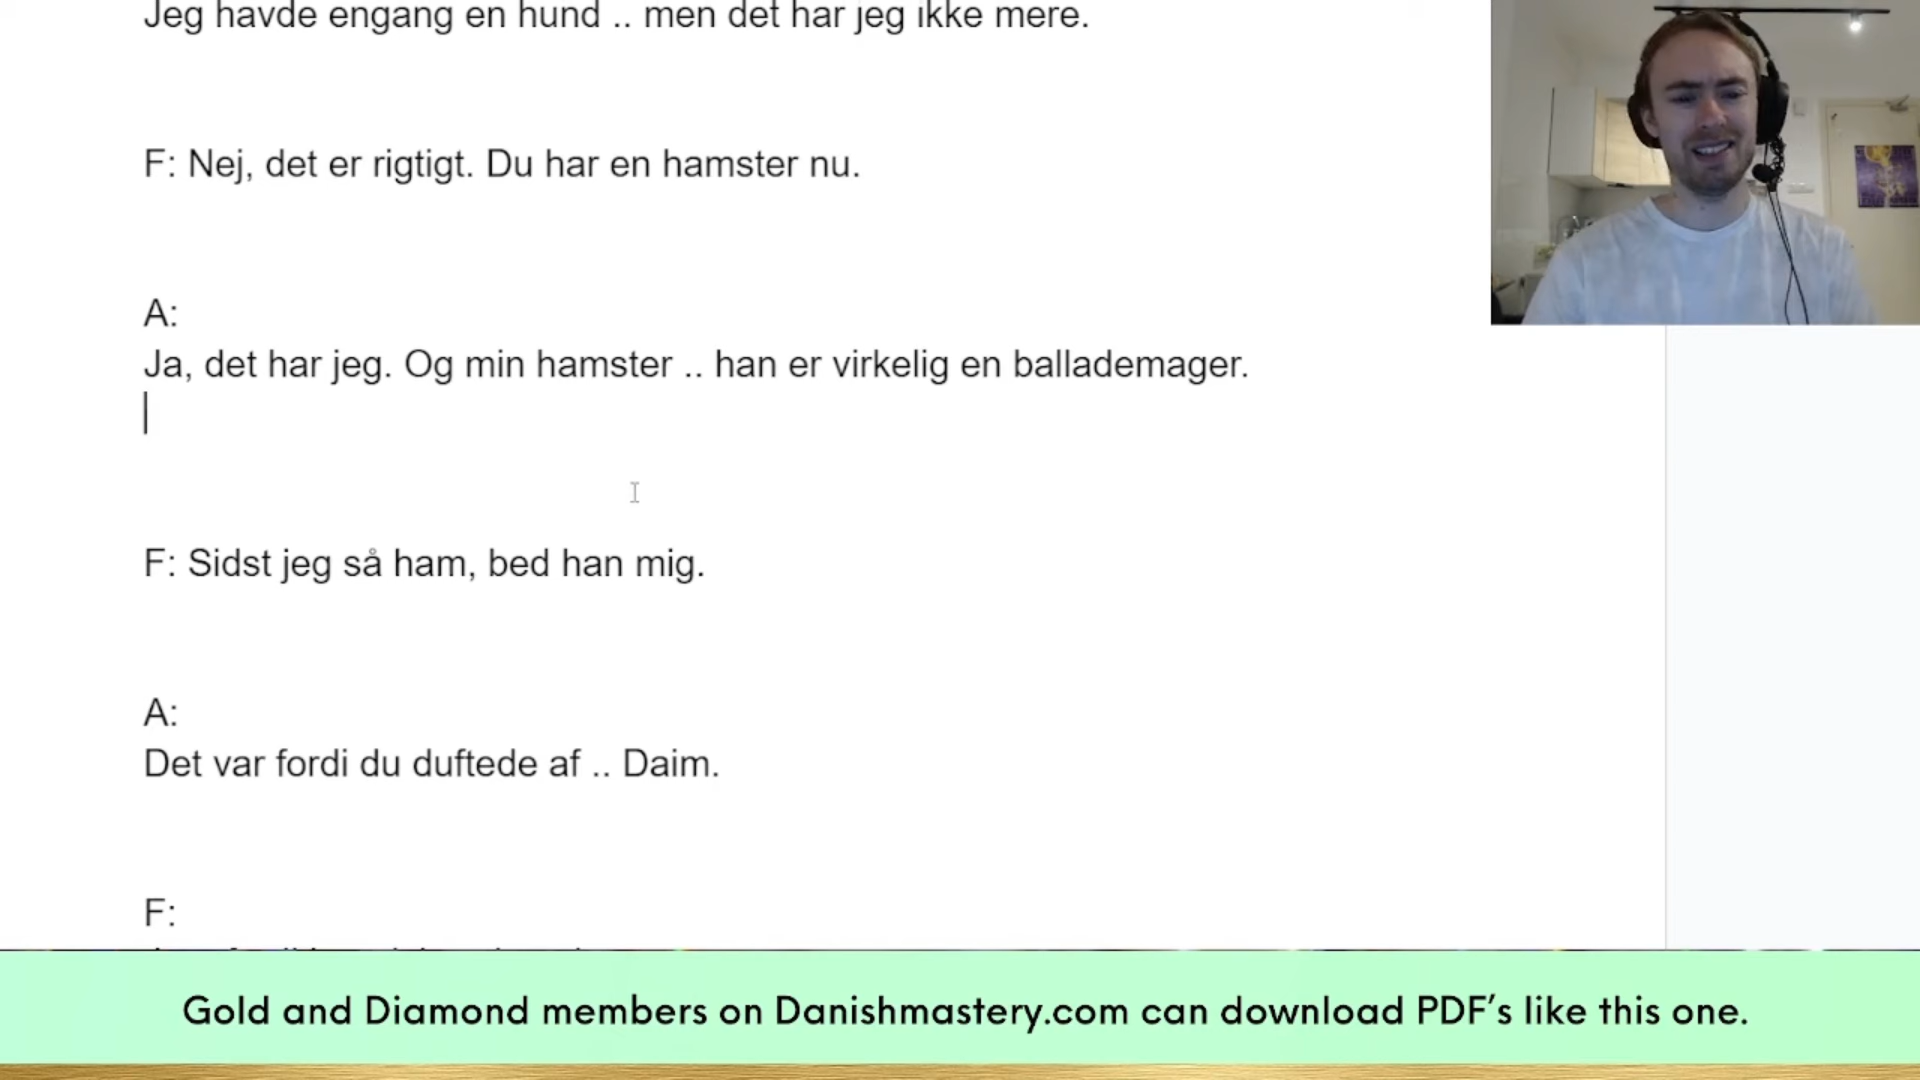 Jeg havde engang en hund .. men det har jeg ikke mere.
F: Nej, det er rigtigt. Du har en hamster nu.
A:
Ja, det har jeg. Og min hamster .. han er virkelig en ballademager.
F: Sidst jeg så ham, bed han mig.
A:
Det var fordi du duftede af .. Daim.
F:
Gold and Diamond members on Danishmastery.com can download PDF’s like this one.